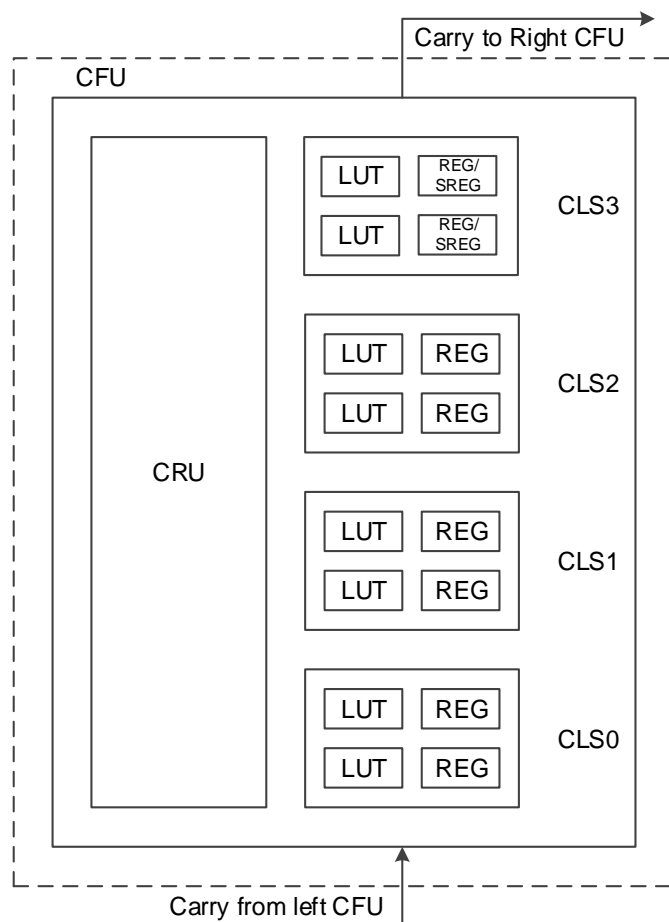 Carry to Right CFU
CFU
LUT
REG/
SREG
LUT
REG/
SREG
CLS3
LUT
REG
LUT
REG
CLS2
CRU
LUT
REG
LUT
REG
CLS1
LUT
REG
LUT
REG
CLS0
Carry from left CFU